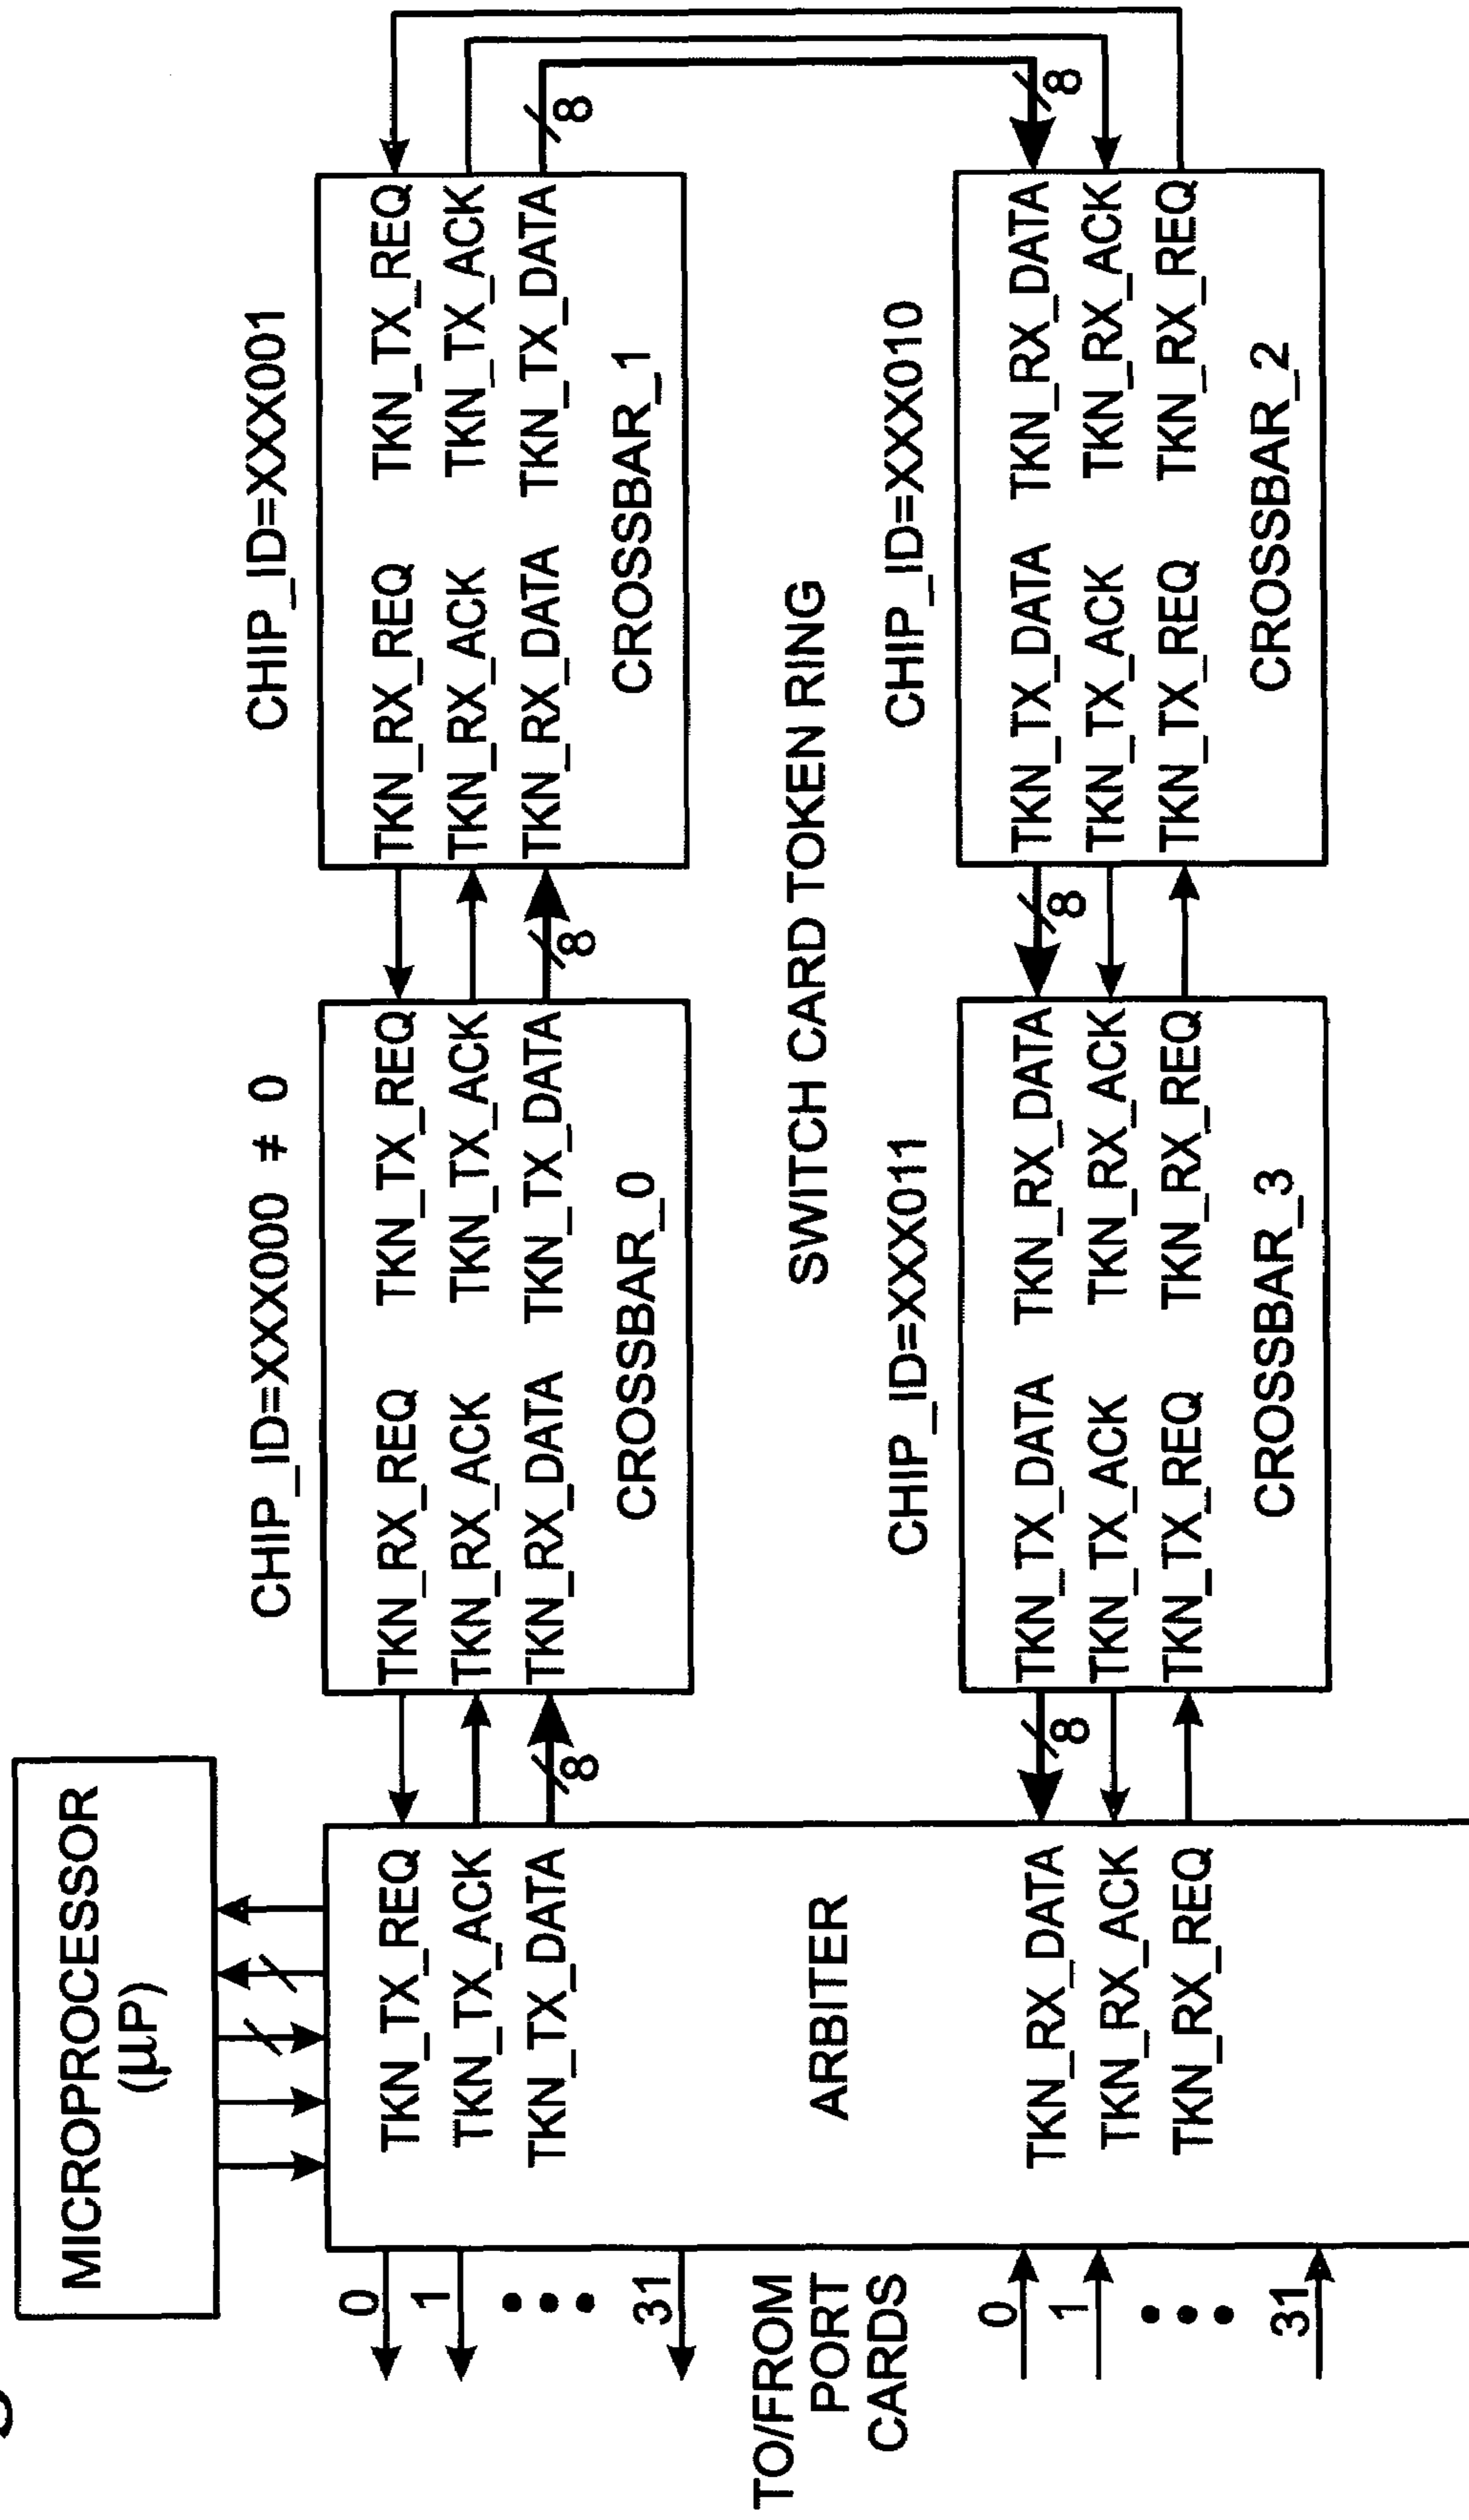 MICROPROCESSOR
(µP)
CHIP_ID=XXX000 ≠ 0
CHIP_ID=XXX001
0
1
31
TKN_TX_REQ
TKN_TX_ACK
TKN_TX_DATA
8
TKN_RX_REQ TKN_TX_REQ
TKN_RX_ACK TKN_TX_ACK
TKN_RX_DATA TKN_TX_DATA
CROSSBAR_0
8
TKN_RX_REQ TKN_TX_REQ
TKN_RX_ACK TKN_TX_ACK
TKN_RX_DATA TKN_TX_DATA
CROSSBAR_1
8
TO/FROM
PORT
CARDS
ARBITER
SWITCH CARD TOKEN RING
CHIP_ID=XXX011
CHIP_ID=XXX010
0
1
31
TKN_RX_DATA
TKN_RX_ACK
TKN_RX_REQ
8
TKN_TX_DATA TKN_RX_DATA
TKN_TX_ACK TKN_RX_ACK
TKN_TX_REQ TKN_RX_REQ
CROSSBAR_3
8
TKN_TX_DATA TKN_RX_DATA
TKN_TX_ACK TKN_RX_ACK
TKN_TX_REQ TKN_RX_REQ
CROSSBAR_2
8